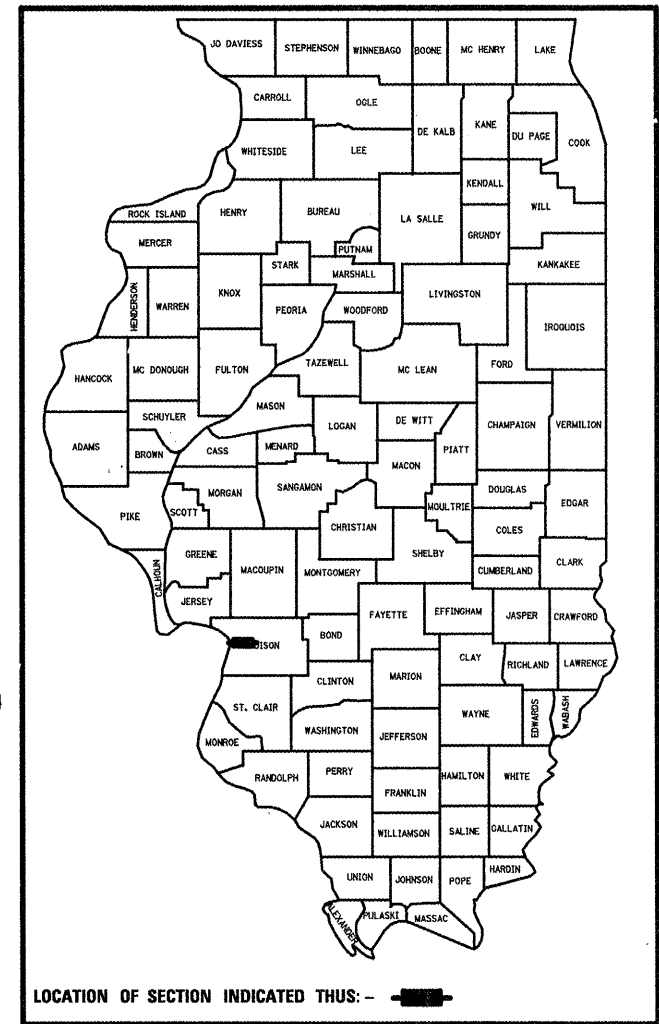 JO DAVIESS STEPHENSON WINNEBAGO BOONE MC HENRY LAKE
CARROLL OGLE DE KALB KANE DU PAGE COOK
WHITESIDE LEE
KENDALL
ROCK ISLAND HENRY BUREAU LA SALLE WILL
MERCER PUTNAM GRUNDY
STARK MARSHALL KANKAKEE
HENDERSON WARREN KNOX PEORIA WOODFORD LIVINGSTON IROQUOIS
HANCOCK MC DONOUGH FULTON TAZEWELL MC LEAN FORD
SCHUYLER MASON LOGAN DE WITT CHAMPAIGN VERMILION
ADAMS BROWN CASS MENARD MACON PIATT
PIKE SCOTT MORGAN SANGAMON MOULTRIE DOUGLAS EDGAR
CHRISTIAN COLES
CALHOUN GREENE MACOUPIN MONTGOMERY SHELBY CUMBERLAND CLARK
JERSEY FAYETTE EFFINGHAM JASPER CRAWFORD
DISON BOND CLAY RICHLAND LAWRENCE
CLINTON MARION
ST. CLAIR WAYNE EDWARDS WABASH
MONROE WASHINGTON JEFFERSON
RANDOLPH PERRY HAMILTON WHITE
FRANKLIN
JACKSON WILLIAMSON SALINE GALLATIN
UNION JOHNSON POPE HARDIN
ALEXANDER PULASKI MASSAC
LOCATION OF SECTION INDICATED THUS: -